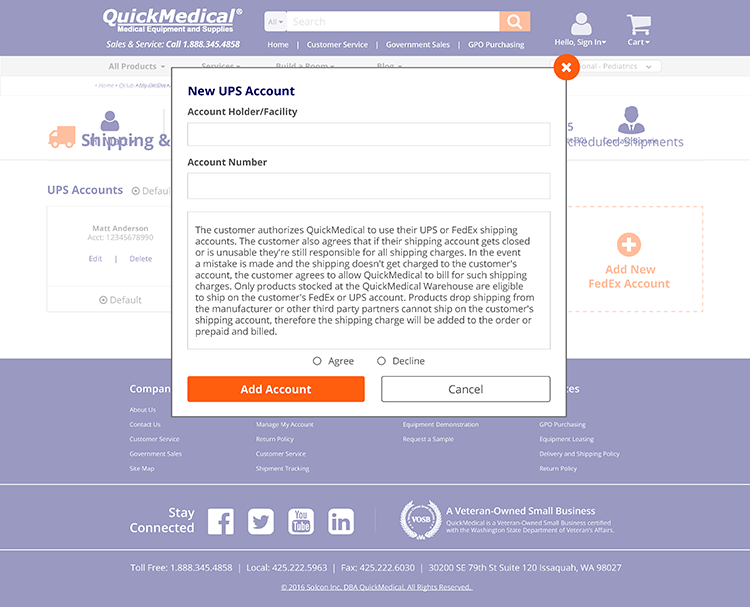 QuickMedical®
Medical Equipment and Supplies
Sales & Service: Call 1.888.345.4858
All
Search
Home | Customer Service | Government Sales | GPO Purchasing
Hello, Sign In
Cart
All Products
Services
Build a Room
Blog
Pediatrics
Shipping &
Scheduled Shipments
UPS Accounts
Matt Anderson
Acct: 12345678990
Edit | Delete
Default
Add New
FedEx Account
New UPS Account
Account Holder/Facility
Account Number
The customer authorizes QuickMedical to use their UPS or FedEx shipping
accounts. The customer also agrees that if their shipping account gets closed
or is unusable they're still responsible for all shipping charges. In the event
a mistake is made and the shipping doesn't get charged to the customer's
account, the customer agrees to allow QuickMedical to bill for such shipping
charges. Only products stocked at the QuickMedical Warehouse are eligible
to ship on the customer's FedEx or UPS account. Products drop shipping from
the manufacturer or other third party partners cannot ship on the customer's
shipping account, therefore the shipping charge will be added to the order or
prepaid and billed.
Agree
Decline
Add Account
Cancel
About Us
Contact Us
Customer Service
Government Sales
Site Map
Manage My Account
Return Policy
Customer Service
Shipment Tracking
Equipment Demonstration
Request a Sample
GPO Purchasing
Equipment Leasing
Delivery and Shipping Policy
Return Policy
Stay
Connected
You
Tube
in
VOSB
A Veteran-Owned Small Business
QuickMedical is a Veteran-Owned Small Business certified
with the Washington State Department of Veteran's Affairs.
Toll Free: 1.888.345.4858 | Local: 425.222.5963 | Fax: 425.222.6030 | 30200 SE 79th St Suite 120 Issaquah, WA 98027
© 2016 Solcon Inc. DBA QuickMedical. All Rights Reserved.